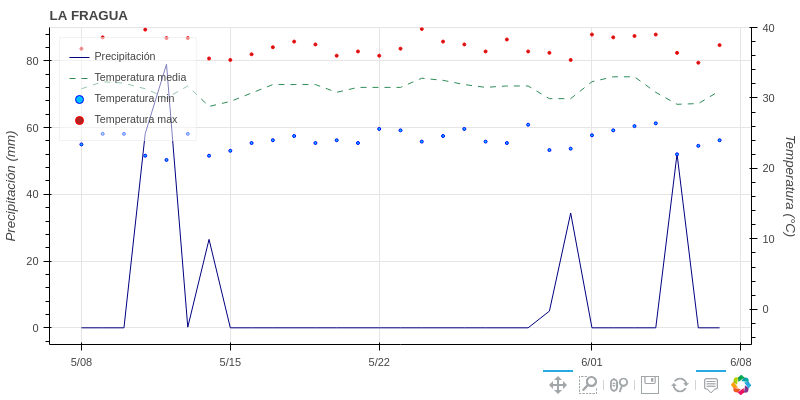 LA FRAGUA
Precipitación
Temperatura media
Temperatura min
Temperatura max
Precipitación (mm)
80
60
40
20
0
Temperatura (°C)
40
30
20
10
0
5/08
5/15
5/22
6/01
6/08